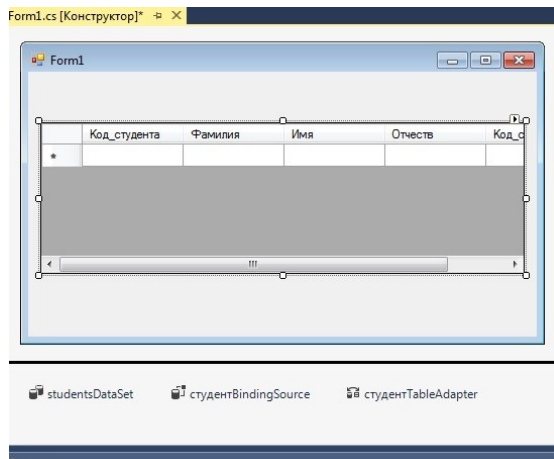 Form1.cs [Конструктор]*
Form1
Код_студента Фамилия Имя Отчеств Код_с
studentsDataSet студентBindingSource студентTableAdapter